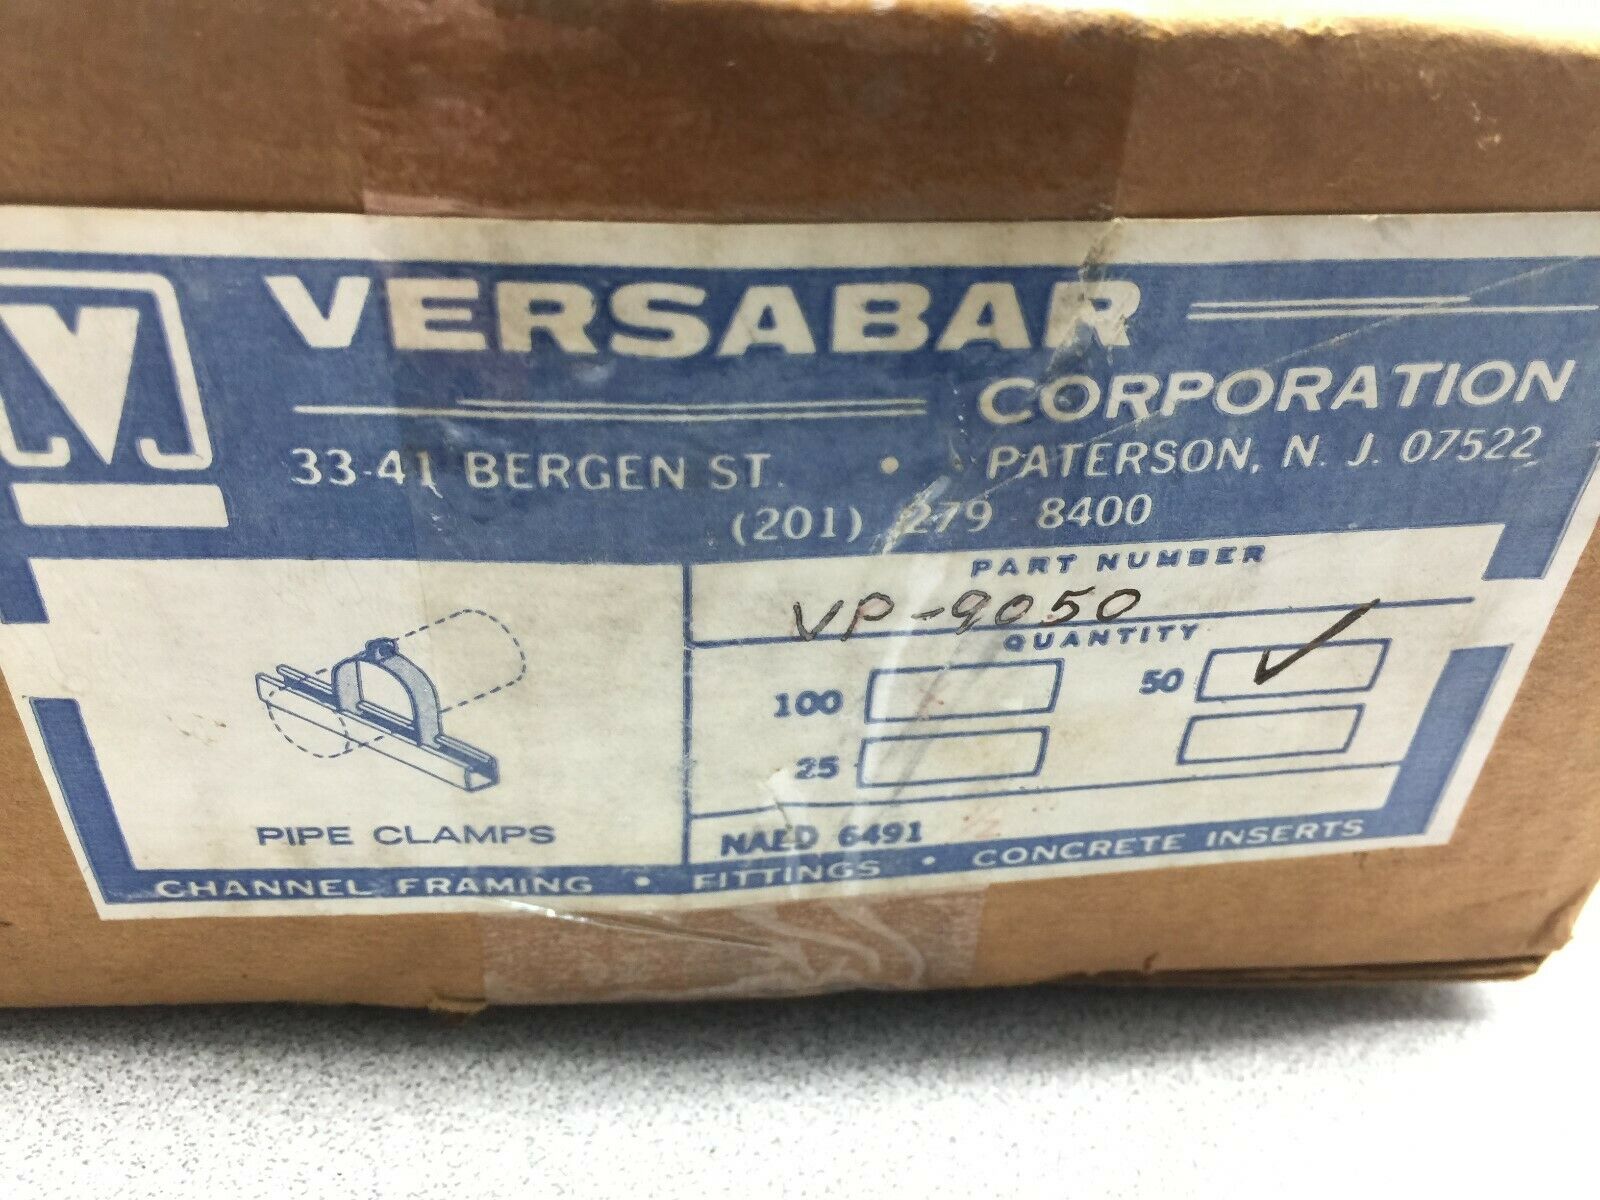 V
VERSABAR
CORPORATION
33-41 BERGEN ST. • PATERSON, N. J. 07522
(201) 279 8400
PART NUMBER
VP-9050
QUANTITY
100
50 ✓
25
PIPE CLAMPS
NAED 6491
CHANNEL FRAMING • FITTINGS • CONCRETE INSERTS